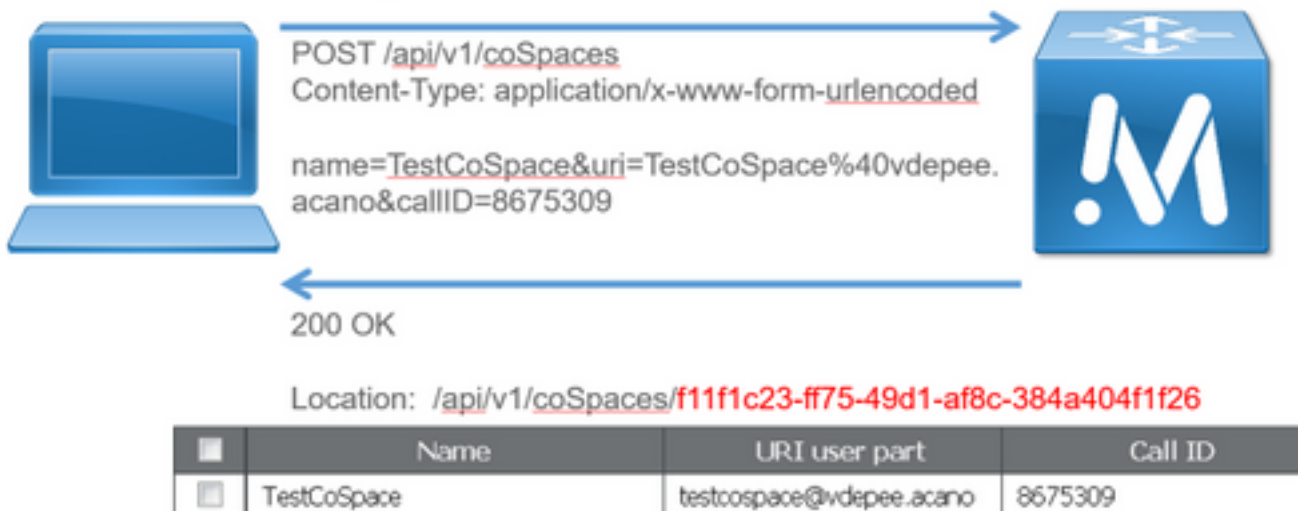 POST /api/v1/coSpaces
Content-Type: application/x-www-form-urlencoded
name=TestCoSpace&uri=TestCoSpace%40vdepee.
acano&callID=8675309
200 OK
Location: /api/v1/coSpaces/f11f1c23-ff75-49d1-af8c-384a404f1f26
Name URI user part Call ID
TestCoSpace testcospace@vdepee.acano 8675309